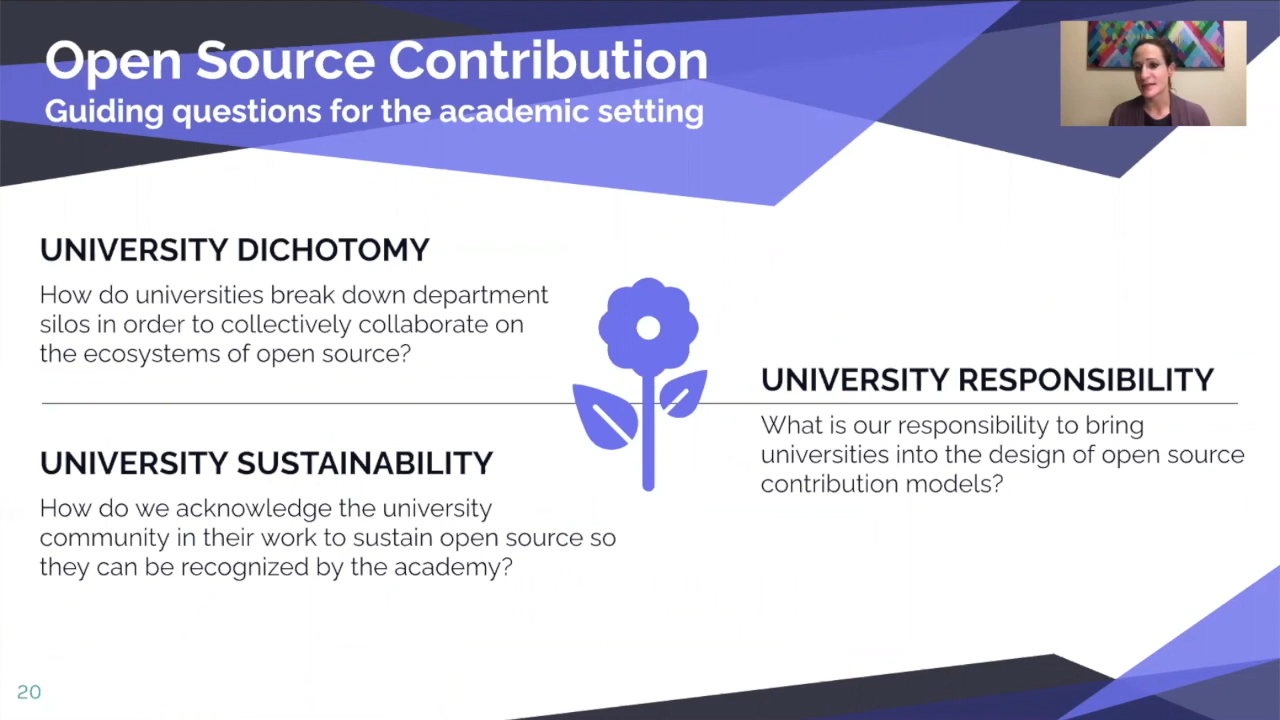 Open Source Contribution
Guiding questions for the academic setting
UNIVERSITY DICHOTOMY
How do universities break down department
silos in order to collectively collaborate on
the ecosystems of open source?
UNIVERSITY SUSTAINABILITY
How do we acknowledge the university
community in their work to sustain open source so
they can be recognized by the academy?
UNIVERSITY RESPONSIBILITY
What is our responsibility to bring
universities into the design of open source
contribution models?
20